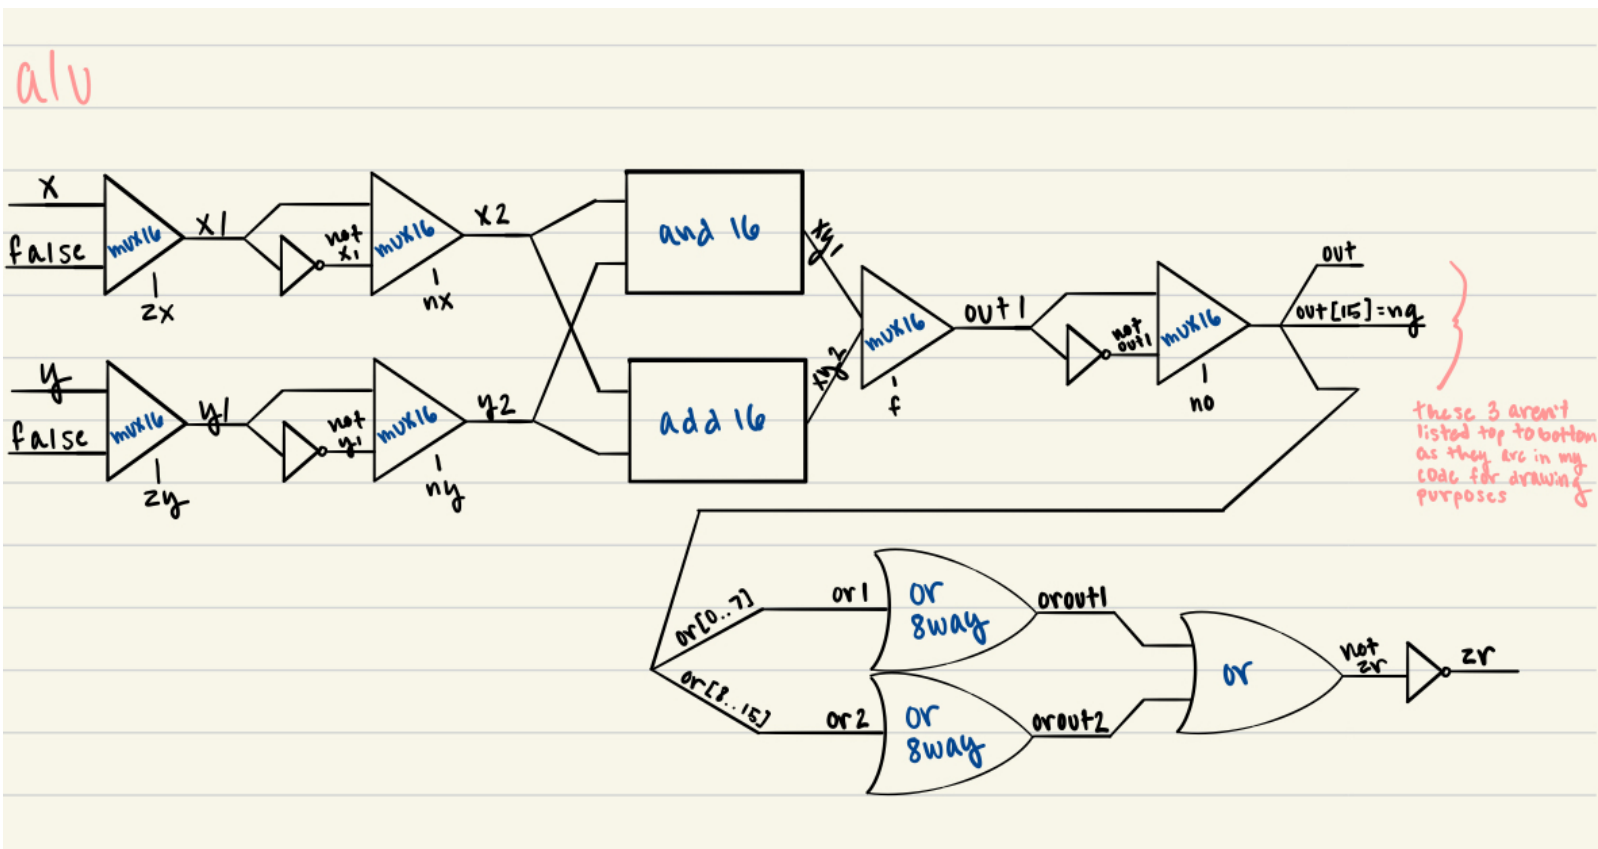 alu
x
false
mux16
zx
x1
not
x1
mux16
nx
x2
and 16
xy1
y
false
mux16
zy
y1
not
y1
mux16
ny
y2
add 16
xy2
mux16
f
out1
not
out1
mux16
no
out
out[15]=ng
these 3 aren't
listed top to bottom
as they are in my
code for drawing
purposes
or[0..7]
or1
or
8way
orout1
or[8..15]
or2
or
8way
orout2
or
not
zr
zr